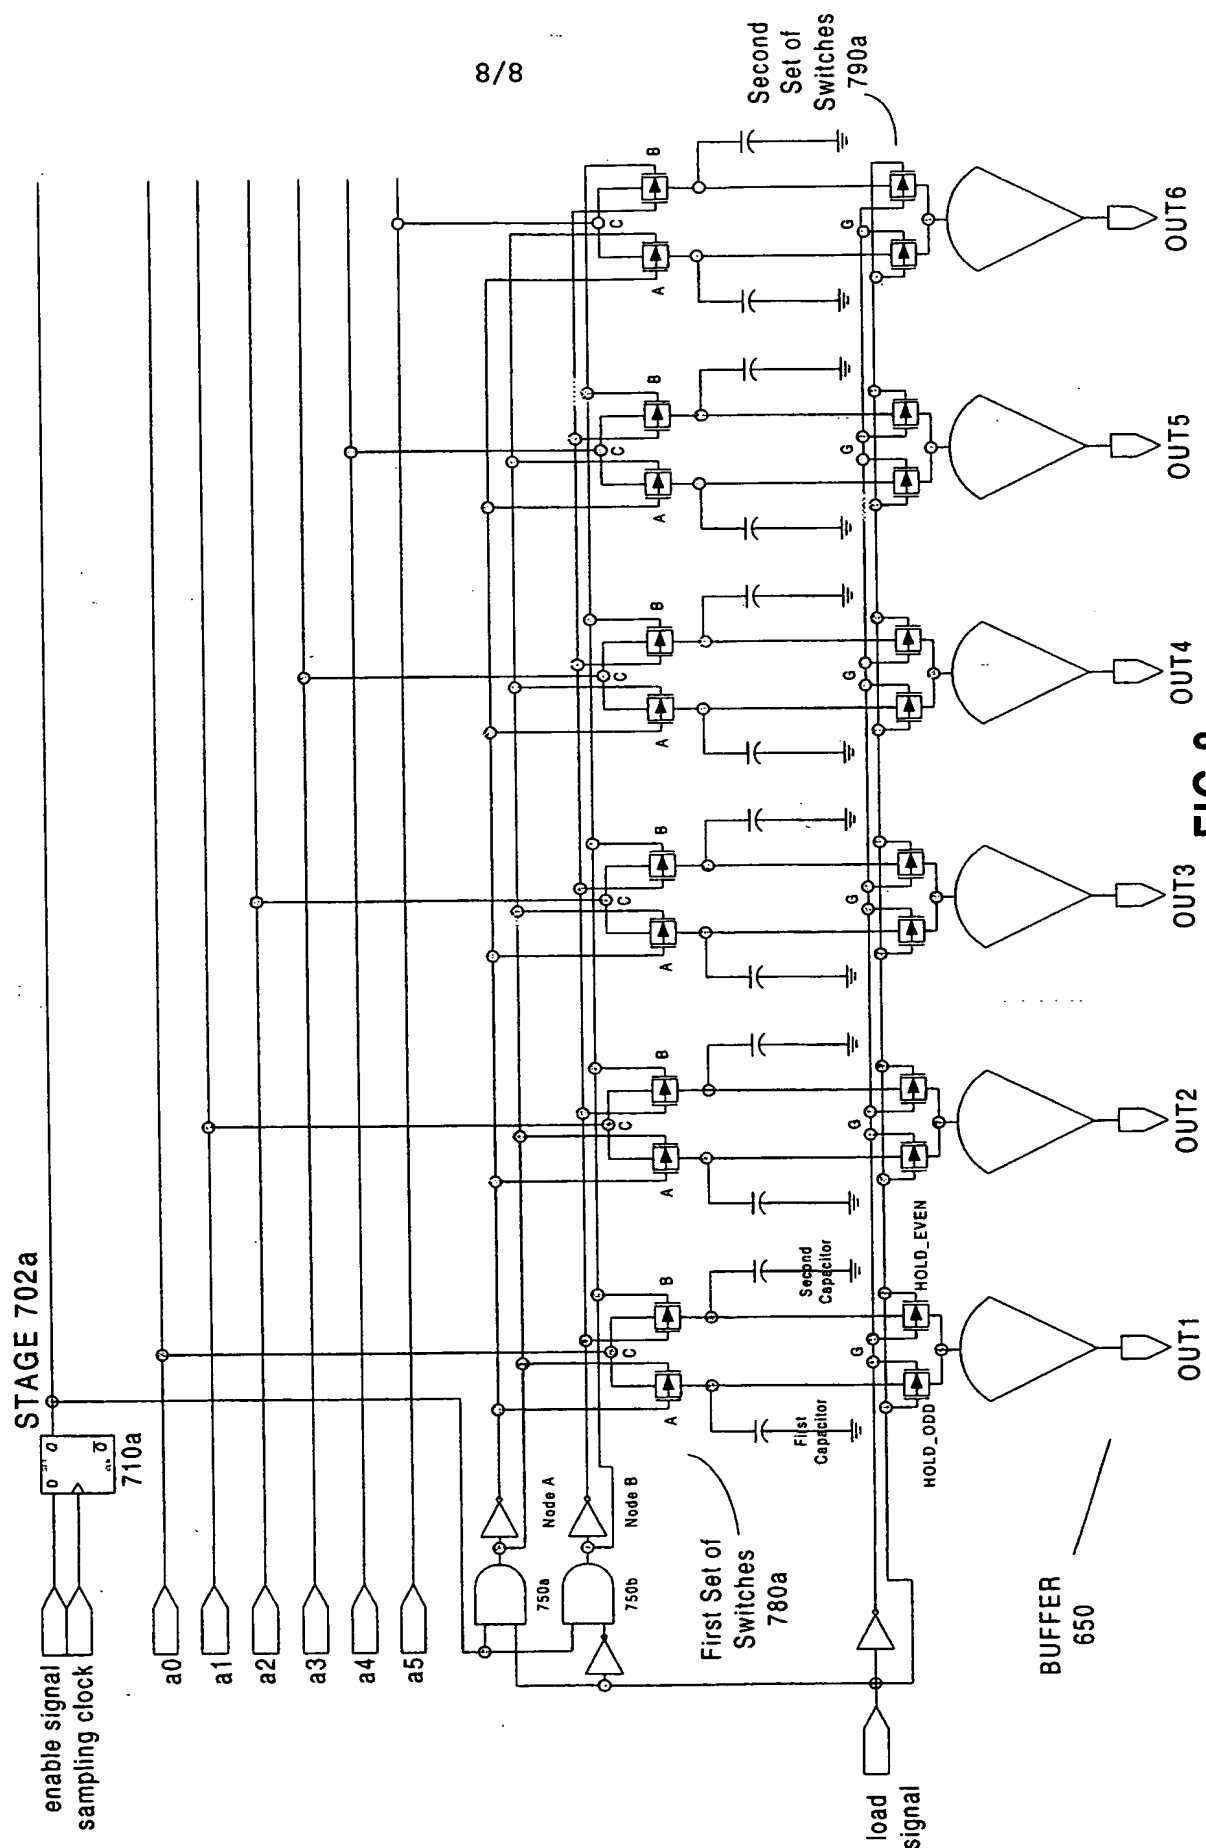 8/8
STAGE 702a
enable signal
sampling clock
D
Q
Q
710a
a0
a1
a2
a3
a4
a5
750a
Node A
750b
Node B
First Set of
Switches
780a
A
B
C
A
B
C
A
B
C
A
B
C
A
B
C
A
B
C
First
Capacitor
Second
Capacitor
Second
Set of
Switches
790a
load
signal
HOLD_ODD
HOLD_EVEN
G
G
G
G
G
G
BUFFER
650
OUT1
OUT2
OUT3
OUT4
OUT5
OUT6